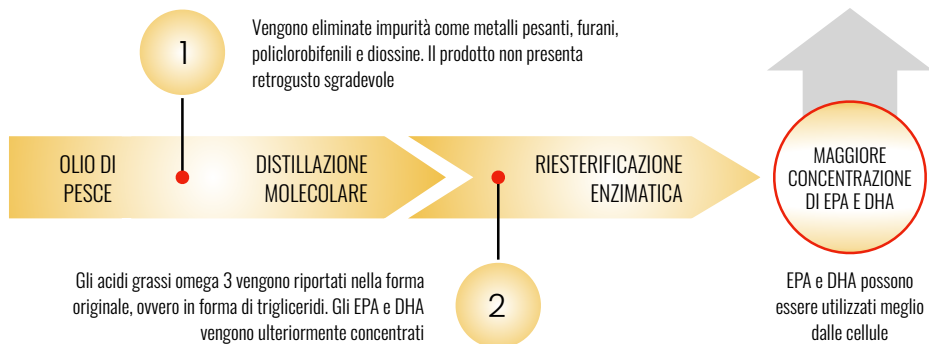 1
Vengono eliminate impurità come metalli pesanti, furani,
policlorobifenili e diossine. Il prodotto non presenta
retrogusto sgradevole
OLIO DI
PESCE
DISTILLAZIONE
MOLECOLARE
RIESTERIFICAZIONE
ENZIMATICA
MAGGIORE
CONCENTRAZIONE
DI EPA E DHA
Gli acidi grassi omega 3 vengono riportati nella forma
originale, ovvero in forma di trigliceridi. Gli EPA e DHA
vengono ulteriormente concentrati
2
EPA e DHA possono
essere utilizzati meglio
dalle cellule